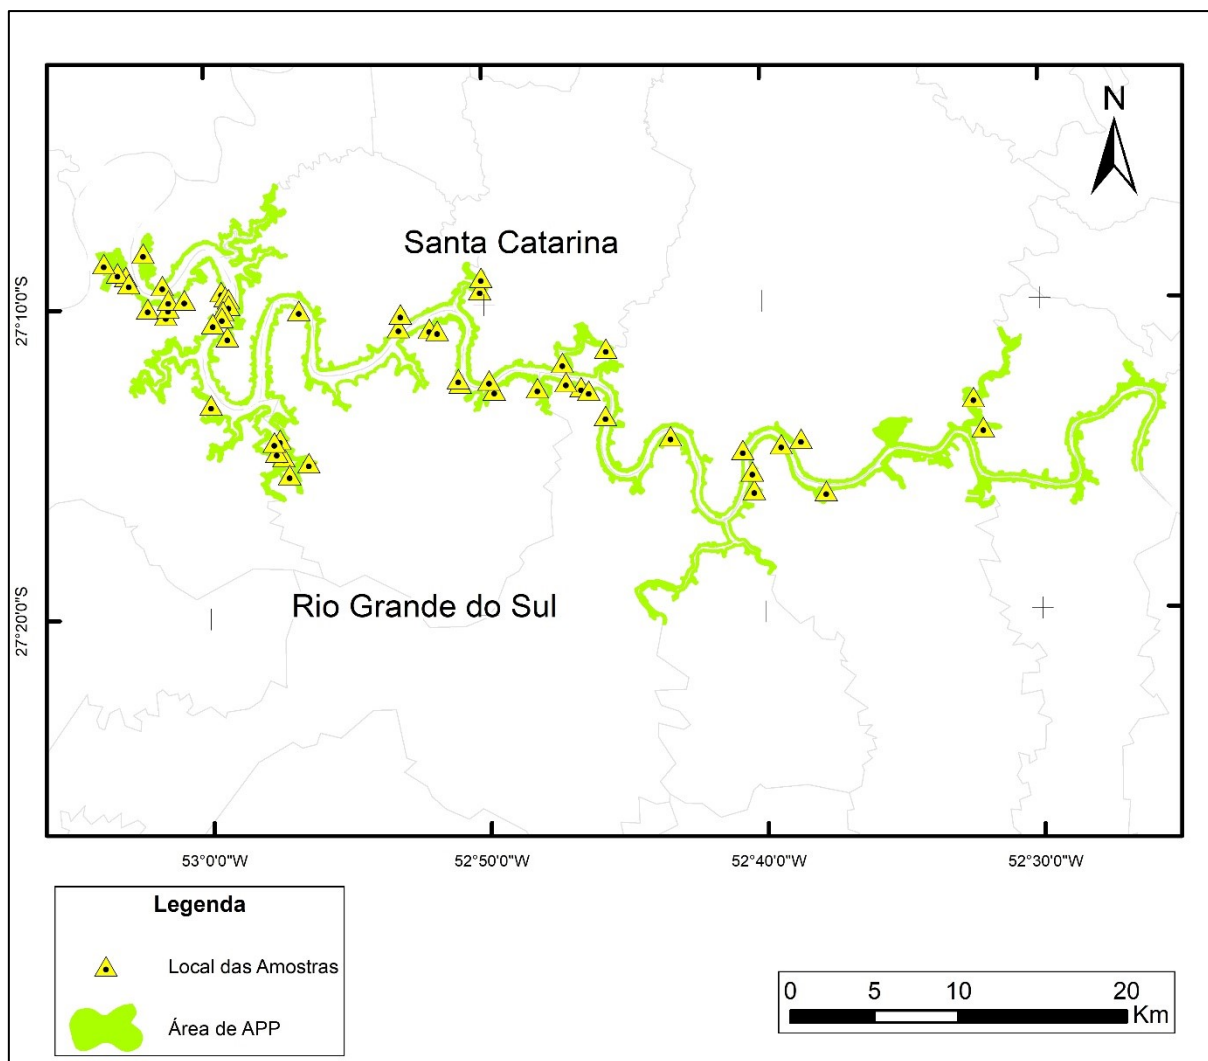 N
Santa Catarina
27°10'0"S
Rio Grande do Sul
27°20'0"S
53°0'0"W
52°50'0"W
52°40'0"W
52°30'0"W
Legenda
Local das Amostras
Área de APP
0 5 10 20
Km